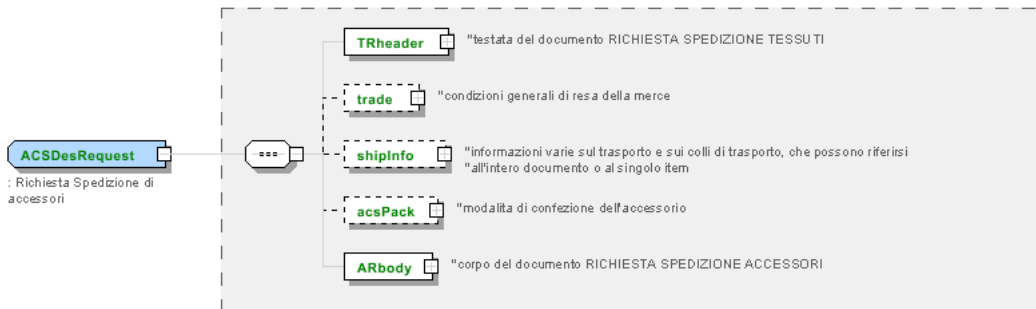 TRheader
"testata del documento RICHIESTA SPEDIZIONE TESSUTI
trade
"condizioni generali di resa della merce
ACSDesRequest
: Richiesta Spedizione di
accessori
shipInfo
"informazioni varie sul trasporto e sui colli di trasporto, che possono riferirsi
"all'intero documento o al singolo item
acsPack
"modalita di confezione dell'accessorio
ARbody
"corpo del documento RICHIESTA SPEDIZIONE ACCESSORI